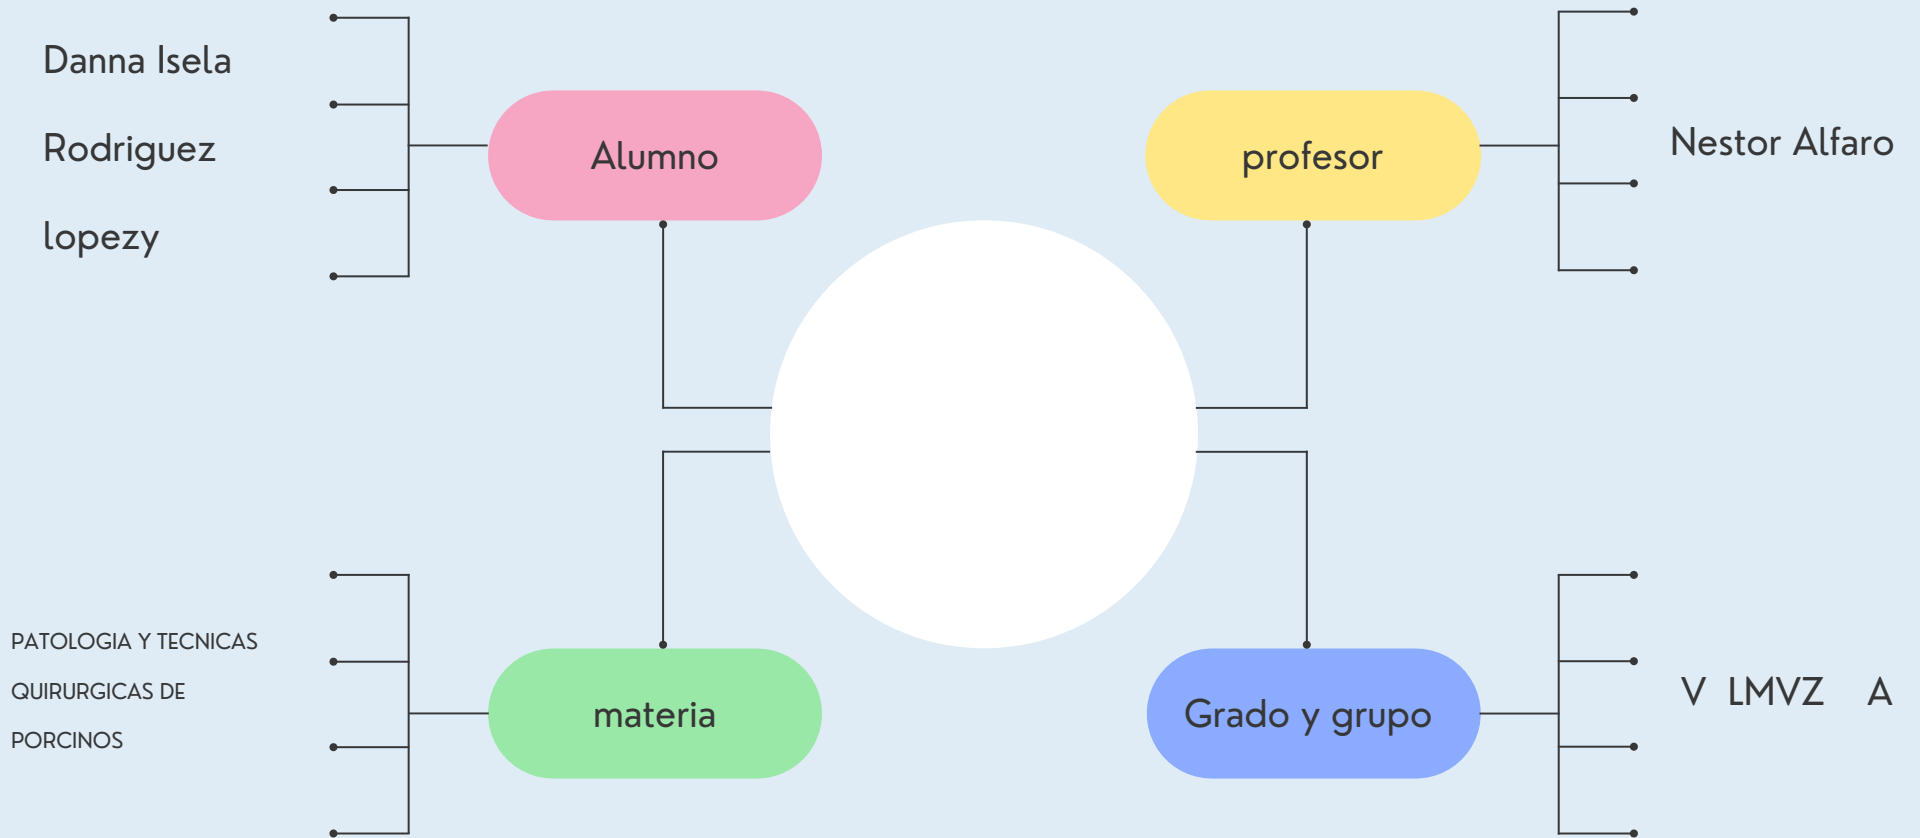 Danna Isela
Rodriguez
lopezy
Alumno
profesor
Nestor Alfaro
PATOLOGIA Y TECNICAS
QUIRURGICAS DE
PORCINOS
materia
Grado y grupo
V LMVZ A